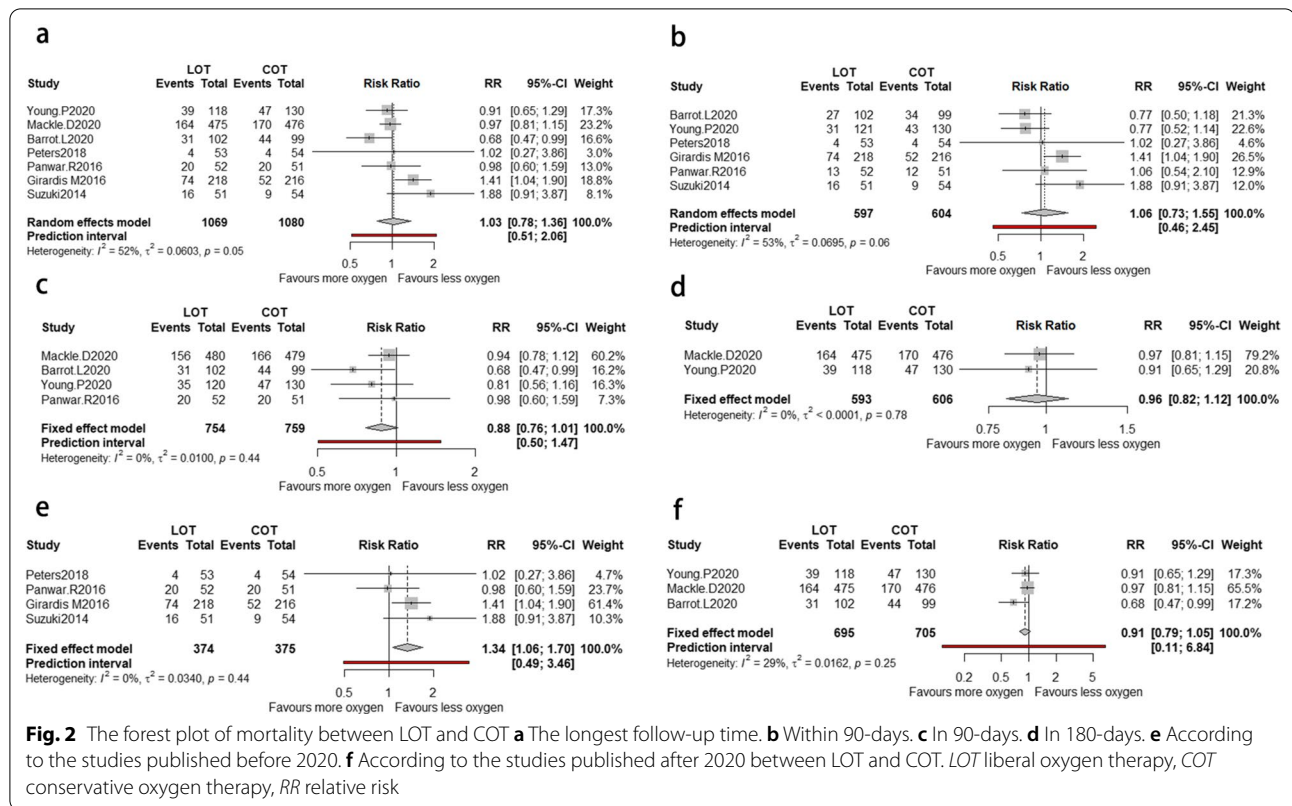 a
LOT COT
Study Events Total Events Total Risk Ratio RR 95%-CI Weight
Young.P2020 39 118 47 130 0.91 [0.65; 1.29] 17.3%
Mackle.D2020 164 475 170 476 0.97 [0.81; 1.15] 23.2%
Barrot.L2020 31 102 44 99 0.68 [0.47; 0.99] 16.7%
Peters2018 4 53 4 54 1.02 [0.27; 3.86] 3.0%
Panwar.R2016 20 52 20 51 0.98 [0.60; 1.59] 13.0%
Girardis M2016 74 218 52 216 1.41 [1.04; 1.90] 18.8%
Suzuki2014 16 51 9 54 1.88 [0.91; 3.87] 8.1%
Random effects model 1069 1080 1.03 [0.78; 1.36] 100.0%
Prediction interval [0.51; 2.06]
Heterogeneity: I² = 52%, τ² = 0.0603, p = 0.05
0.5 1 2
Favours more oxygen Favours less oxygen
b
LOT COT
Study Events Total Events Total Risk Ratio RR 95%-CI Weight
Barrot.L2020 27 102 34 99 0.77 [0.50; 1.18] 21.3%
Young.P2020 31 121 43 130 0.77 [0.52; 1.14] 22.6%
Peters2018 4 53 4 54 1.02 [0.27; 3.86] 4.6%
Girardis M2016 74 218 52 216 1.41 [1.04; 1.90] 26.5%
Panwar.R2016 13 52 12 51 1.06 [0.54; 2.10] 12.9%
Suzuki2014 16 51 9 54 1.88 [0.91; 3.87] 12.0%
Random effects model 597 604 1.06 [0.73; 1.55] 100.0%
Prediction interval [0.46; 2.45]
Heterogeneity: I² = 53%, τ² = 0.0695, p = 0.06
0.5 1 2
Favours more oxygen Favours less oxygen
c
LOT COT
Study Events Total Events Total Risk Ratio RR 95%-CI Weight
Mackle.D2020 156 480 166 479 0.94 [0.78; 1.12] 60.2%
Barrot.L2020 31 102 44 99 0.68 [0.47; 0.99] 16.2%
Young.P2020 35 120 47 130 0.81 [0.56; 1.16] 16.3%
Panwar.R2016 20 52 20 51 0.98 [0.60; 1.59] 7.3%
Fixed effect model 754 759 0.88 [0.76; 1.01] 100.0%
Prediction interval [0.50; 1.47]
Heterogeneity: I² = 0%, τ² = 0.0100, p = 0.44
0.5 1 2
Favours more oxygen Favours less oxygen
d
LOT COT
Study Events Total Events Total Risk Ratio RR 95%-CI Weight
Mackle.D2020 164 475 170 476 0.97 [0.81; 1.15] 79.2%
Young.P2020 39 118 47 130 0.91 [0.65; 1.29] 20.8%
Fixed effect model 593 606 0.96 [0.82; 1.12] 100.0%
Heterogeneity: I² = 0%, τ² < 0.0001, p = 0.78
0.75 1 1.5
Favours more oxygen Favours less oxygen
e
LOT COT
Study Events Total Events Total Risk Ratio RR 95%-CI Weight
Peters2018 4 53 4 54 1.02 [0.27; 3.86] 4.7%
Panwar.R2016 20 52 20 51 0.98 [0.60; 1.59] 23.7%
Girardis M2016 74 218 52 216 1.41 [1.04; 1.90] 61.4%
Suzuki2014 16 51 9 54 1.88 [0.91; 3.87] 10.3%
Fixed effect model 374 375 1.34 [1.06; 1.70] 100.0%
Prediction interval [0.49; 3.46]
Heterogeneity: I² = 0%, τ² = 0.0340, p = 0.44
0.5 1 2
Favours more oxygen Favours less oxygen
f
LOT COT
Study Events Total Events Total Risk Ratio RR 95%-CI Weight
Young.P2020 39 118 47 130 0.91 [0.65; 1.29] 17.3%
Mackle.D2020 164 475 170 476 0.97 [0.81; 1.15] 65.5%
Barrot.L2020 31 102 44 99 0.68 [0.47; 0.99] 17.2%
Fixed effect model 695 705 0.91 [0.79; 1.05] 100.0%
Prediction interval [0.11; 6.84]
Heterogeneity: I² = 29%, τ² = 0.0162, p = 0.25
0.2 0.5 1 2 5
Favours more oxygen Favours less oxygen
Fig. 2 The forest plot of mortality between LOT and COT a The longest follow-up time. b Within 90-days. c In 90-days. d In 180-days. e According
to the studies published before 2020. f According to the studies published after 2020 between LOT and COT. LOT liberal oxygen therapy, COT
conservative oxygen therapy, RR relative risk